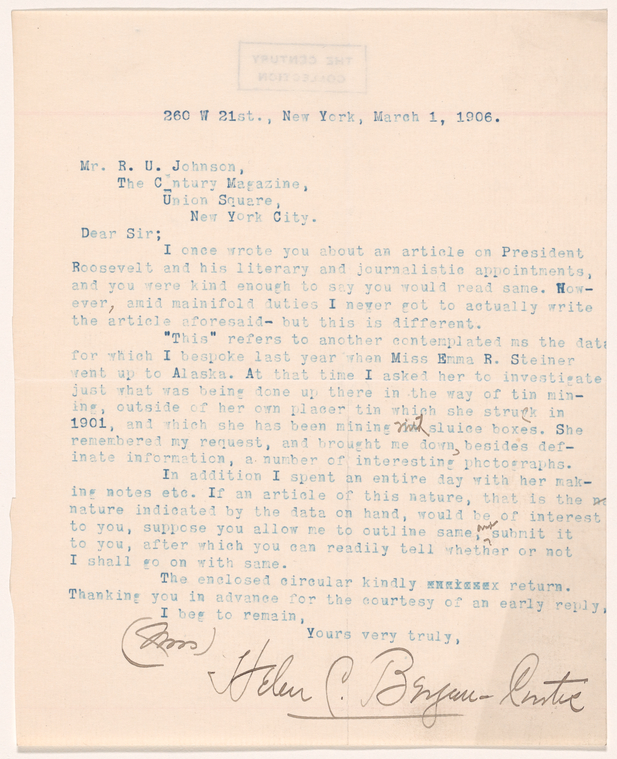 THE CENTURY
COLLECTION
260 W 21st., New York, March 1, 1906.
Mr. R. U. Johnson,
The C_ntury Magazine,
Union Square,
New York City.
Dear Sir;
I once wrote you about an article on President
Roosevelt and his literary and journalistic appointments,
and you were kind enough to say you would read same. How-
ever, amid mainifold duties I never got to actually write
the article aforesaid- but this is different.
"This" refers to another contemplated ms the data
for which I bespoke last year when Miss Emma R. Steiner
went up to Alaska. At that time I asked her to investigate
just what was being done up there in the way of tin min-
ing, outside of her own placer tin which she struck in
1901, and which she has been mining with sluice boxes. She
remembered my request, and brought me down, besides def-
inate information, a number of interesting photographs.
In addition I spent an entire day with her mak-
ing notes etc. If an article of this nature, that is the
nature indicated by the data on hand, would be of interest
to you, suppose you allow me to outline same, and submit it
to you, after which you can readily tell whether or not
I shall go on with same.
The enclosed circular kindly return.
Thanking you in advance for the courtesy of an early reply,
I beg to remain,
Yours very truly,
(Mrs)
Helen C. Bergen-Curtis